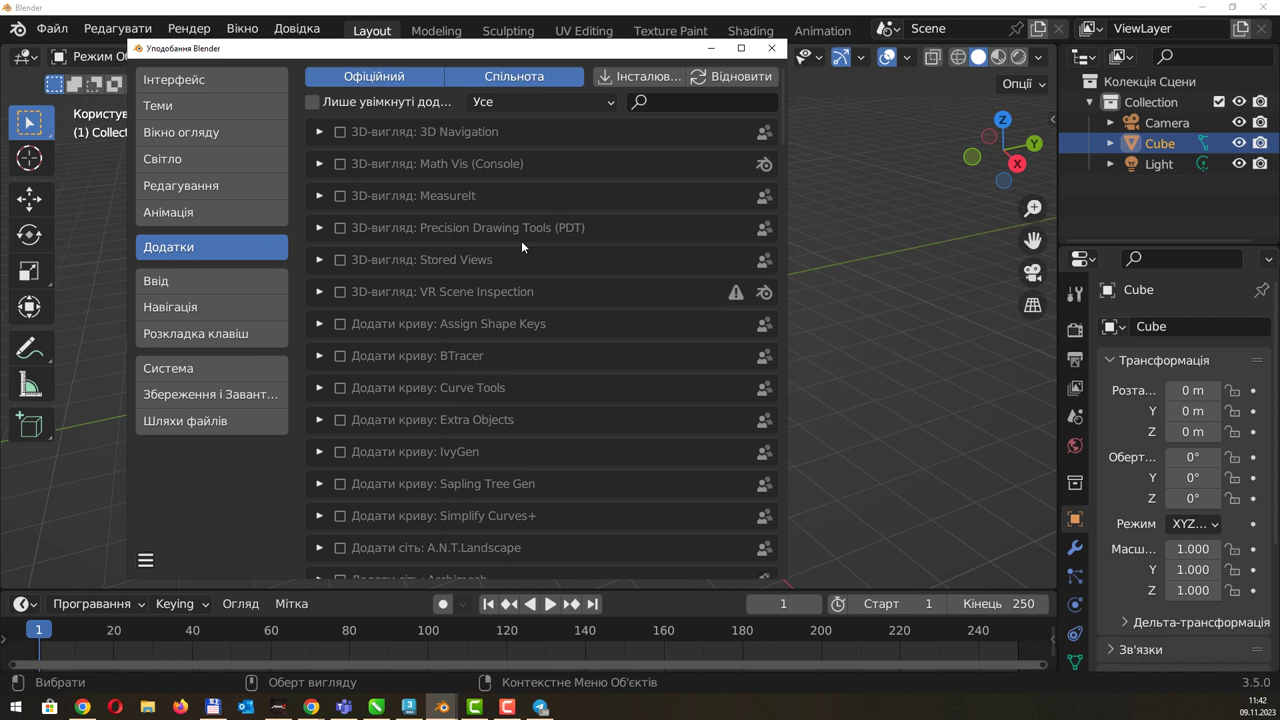 Blender
Файл Редагувати Рендер Вікно Довідка Layout Modeling Sculpting UV Editing Texture Paint Shading Animation Scene ViewLayer
Режим Об
Опції
Користув
(1) Collect
Уподобання Blender
Інтерфейс
Теми
Вікно огляду
Світло
Редагування
Анімація
Додатки
Ввід
Навігація
Розкладка клавіш
Система
Збереження і Завант...
Шляхи файлів
Офіційний Спільнота Інсталюв... Відновити
Лише увімкнуті дод... Усе
3D-вигляд: 3D Navigation
3D-вигляд: Math Vis (Console)
3D-вигляд: MeasureIt
3D-вигляд: Precision Drawing Tools (PDT)
3D-вигляд: Stored Views
3D-вигляд: VR Scene Inspection
Додати криву: Assign Shape Keys
Додати криву: BTracer
Додати криву: Curve Tools
Додати криву: Extra Objects
Додати криву: IvyGen
Додати криву: Sapling Tree Gen
Додати криву: Simplify Curves+
Додати сіть: A.N.T.Landscape
Додати сіть: Archimesh
Z
Y
X
Колекція Сцени
Collection
Camera
Cube
Light
Cube
Cube
Трансформація
Розта... 0 m
Y 0 m
Z 0 m
Оберт... 0°
Y 0°
Z 0°
Режим XYZ...
Масш... 1.000
Y 1.000
Z 1.000
Дельта-трансформація
Зв'язки
Програвання Keying Огляд Мітка 1 Старт 1 Кінець 250
1 20 40 60 80 100 120 140 160 180 200 220 240
Вибрати Оберт вигляду Контекстне Меню Об'єктів 3.5.0
11:42
09.11.2023